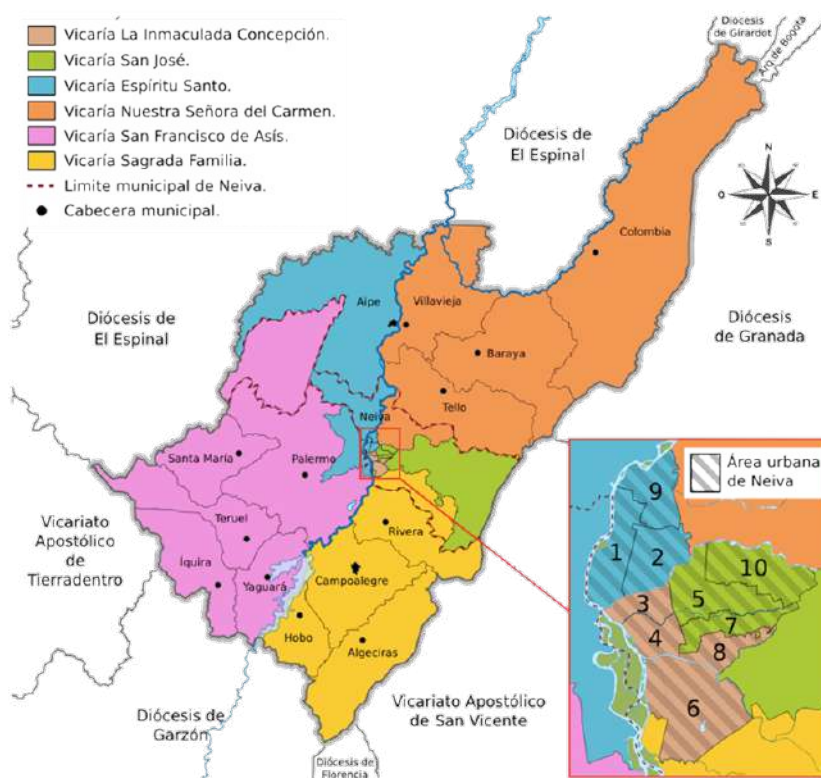 Vicaría La Inmaculada Concepción.
Vicaría San José.
Vicaría Espíritu Santo.
Vicaría Nuestra Señora del Carmen.
Vicaría San Francisco de Asís.
Vicaría Sagrada Familia.
Limite municipal de Neiva.
Cabecera municipal.
Diócesis
de Girardot
Arq de Bogota
Diócesis de
El Espinal
N
O
E
S
Colombia
Aipe
Villavieja
Diócesis de
El Espinal
Diócesis
de Granada
Baraya
Tello
Neiva
Santa María
Palermo
Vicariato
Apostólico
de
Tierradentro
Teruel
Rivera
Íquira
Yaguará
Campoalegre
Hobo
Algeciras
Diócesis de
Garzón
Vicariato Apostólico
de San Vicente
Diócesis de
Florencia
Área urbana
de Neiva
9
1
2
10
3
5
7
4
8
6